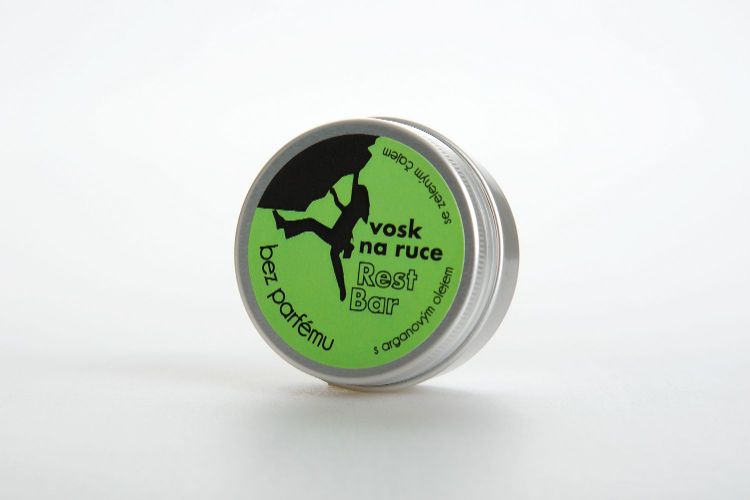 se zeleným čajem
vosk
na ruce
Rest
Bar
bez parfému
s arganovým olejem